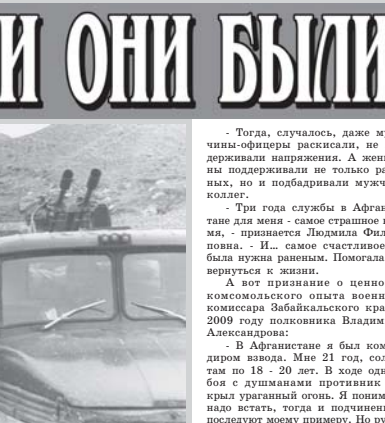 И ОНИ БЫЛИ
- Тогда, случалось, даже му
чины-офицеры раскисали, не
держивали напряжения. А жен
ны поддерживали не только ра
ных, но и подбадривали мужч
коллег.
- Три года службы в Афган
тане для меня - самое страшное
мя, - признается Людмила Фил
повна. - И... самое счастливое
была нужна раненым. Помогала
вернуться к жизни.
А вот признание о ценно
комсомольского опыта военн
комиссара Забайкальского кра
2009 году полковника Владим
Александрова:
- В Афганистане я был ком
диром взвода. Мне 21 год, сол
там по 18 - 20 лет. В ходе одн
боя с душманами противник
крыл ураганный огонь. Я поним
надо встать, тогда и подчинен
последуют моему примеру. Но ру